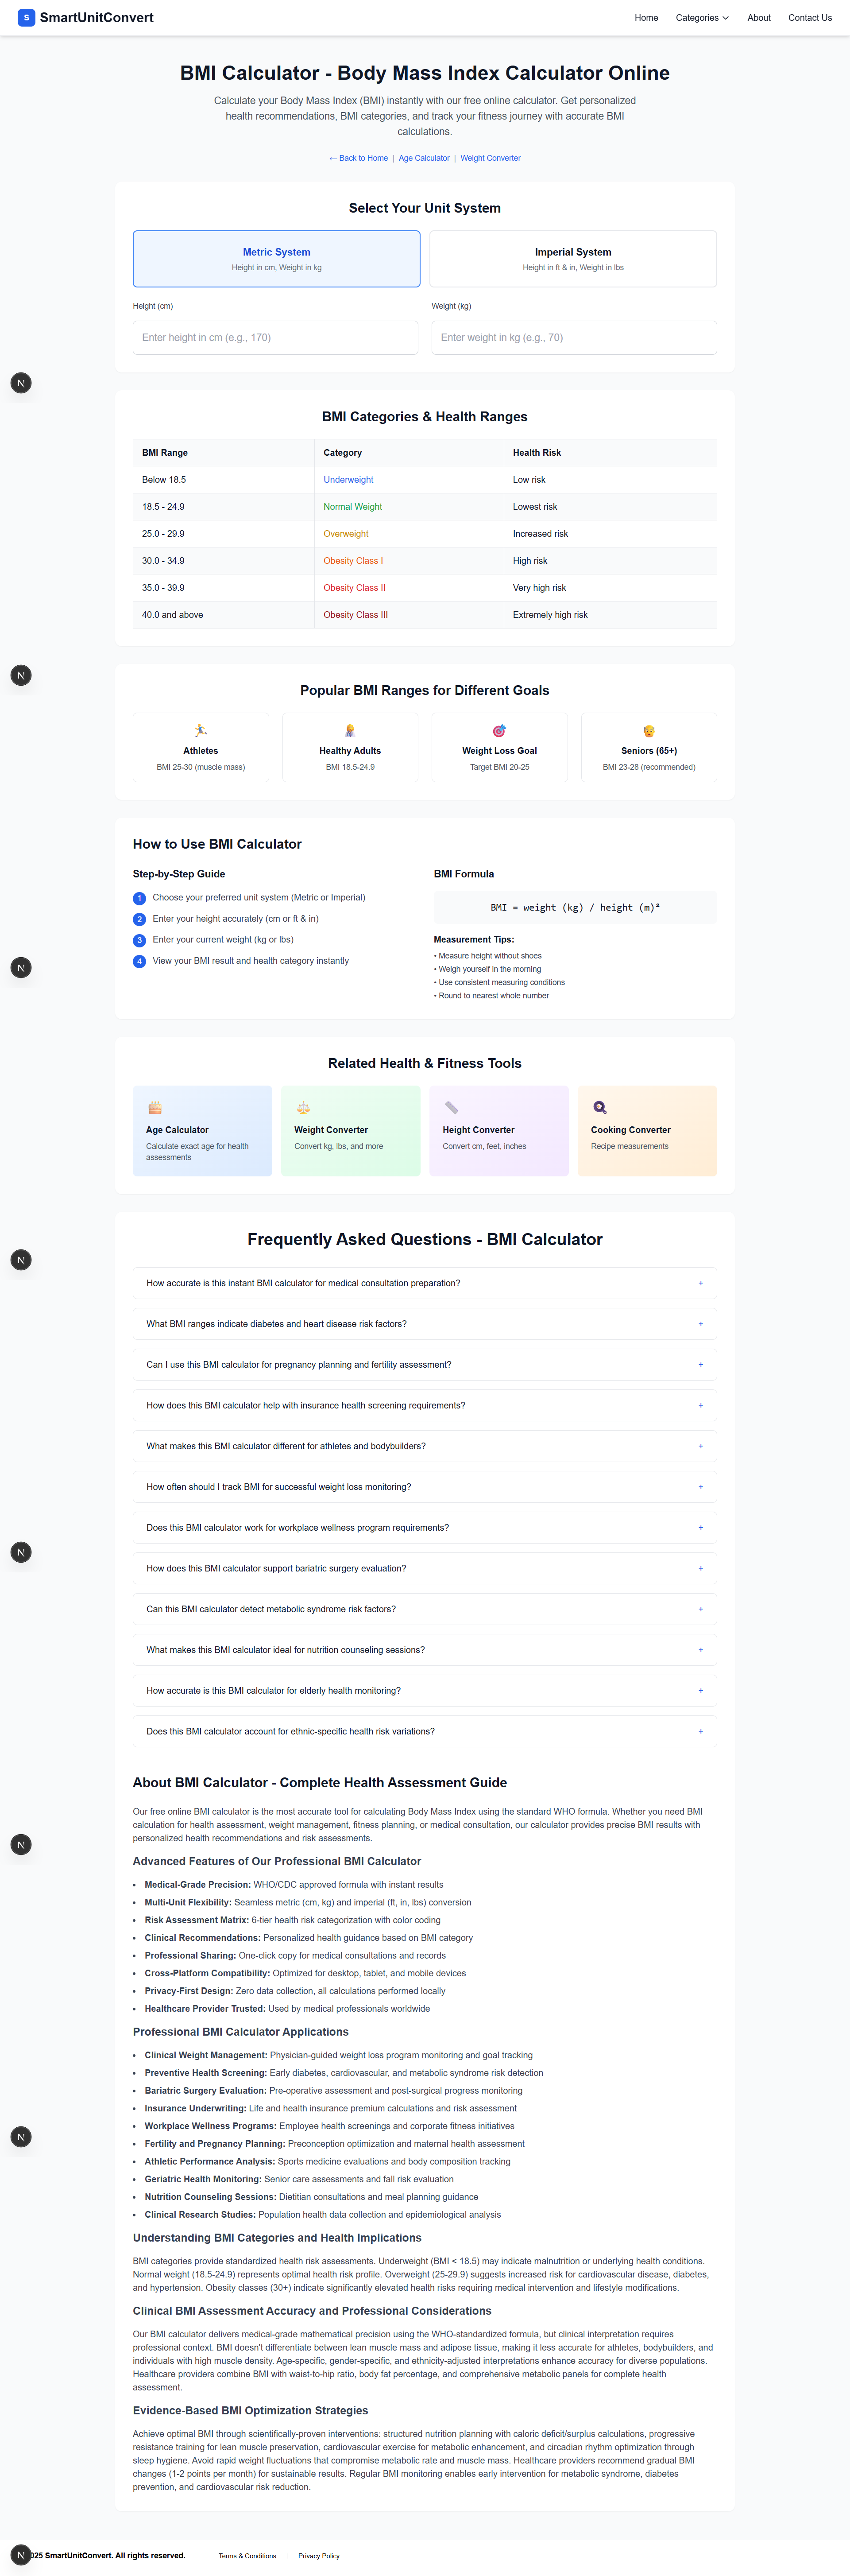 S SmartUnitConvert
Home Categories About Contact Us
BMI Calculator - Body Mass Index Calculator Online
Calculate your Body Mass Index (BMI) instantly with our free online calculator. Get personalized
health recommendations, BMI categories, and track your fitness journey with accurate BMI
calculations.
← Back to Home | Age Calculator | Weight Converter
Select Your Unit System
Metric System
Height in cm, Weight in kg
Imperial System
Height in ft & in, Weight in lbs
Height (cm)
Enter height in cm (e.g., 170)
Weight (kg)
Enter weight in kg (e.g., 70)
N
BMI Categories & Health Ranges
BMI Range Category Health Risk
Below 18.5 Underweight Low risk
18.5 - 24.9 Normal Weight Lowest risk
25.0 - 29.9 Overweight Increased risk
30.0 - 34.9 Obesity Class I High risk
35.0 - 39.9 Obesity Class II Very high risk
40.0 and above Obesity Class III Extremely high risk
N
Popular BMI Ranges for Different Goals
Athletes
BMI 25-30 (muscle mass)
Healthy Adults
BMI 18.5-24.9
Weight Loss Goal
Target BMI 20-25
Seniors (65+)
BMI 23-28 (recommended)
How to Use BMI Calculator
Step-by-Step Guide
1 Choose your preferred unit system (Metric or Imperial)
2 Enter your height accurately (cm or ft & in)
3 Enter your current weight (kg or lbs)
4 View your BMI result and health category instantly
BMI Formula
BMI = weight (kg) / height (m)²
Measurement Tips:
• Measure height without shoes
• Weigh yourself in the morning
• Use consistent measuring conditions
• Round to nearest whole number
N
Related Health & Fitness Tools
Age Calculator
Calculate exact age for health
assessments
Weight Converter
Convert kg, lbs, and more
Height Converter
Convert cm, feet, inches
Cooking Converter
Recipe measurements
Frequently Asked Questions - BMI Calculator
N
How accurate is this instant BMI calculator for medical consultation preparation? +
What BMI ranges indicate diabetes and heart disease risk factors? +
Can I use this BMI calculator for pregnancy planning and fertility assessment? +
How does this BMI calculator help with insurance health screening requirements? +
What makes this BMI calculator different for athletes and bodybuilders? +
How often should I track BMI for successful weight loss monitoring? +
Does this BMI calculator work for workplace wellness program requirements? +
N
How does this BMI calculator support bariatric surgery evaluation? +
Can this BMI calculator detect metabolic syndrome risk factors? +
What makes this BMI calculator ideal for nutrition counseling sessions? +
How accurate is this BMI calculator for elderly health monitoring? +
Does this BMI calculator account for ethnic-specific health risk variations? +
About BMI Calculator - Complete Health Assessment Guide
Our free online BMI calculator is the most accurate tool for calculating Body Mass Index using the standard WHO formula. Whether you need BMI
calculation for health assessment, weight management, fitness planning, or medical consultation, our calculator provides precise BMI results with
personalized health recommendations and risk assessments.
N
Advanced Features of Our Professional BMI Calculator
• Medical-Grade Precision: WHO/CDC approved formula with instant results
• Multi-Unit Flexibility: Seamless metric (cm, kg) and imperial (ft, in, lbs) conversion
• Risk Assessment Matrix: 6-tier health risk categorization with color coding
• Clinical Recommendations: Personalized health guidance based on BMI category
• Professional Sharing: One-click copy for medical consultations and records
• Cross-Platform Compatibility: Optimized for desktop, tablet, and mobile devices
• Privacy-First Design: Zero data collection, all calculations performed locally
• Healthcare Provider Trusted: Used by medical professionals worldwide
Professional BMI Calculator Applications
• Clinical Weight Management: Physician-guided weight loss program monitoring and goal tracking
• Preventive Health Screening: Early diabetes, cardiovascular, and metabolic syndrome risk detection
• Bariatric Surgery Evaluation: Pre-operative assessment and post-surgical progress monitoring
• Insurance Underwriting: Life and health insurance premium calculations and risk assessment
• Workplace Wellness Programs: Employee health screenings and corporate fitness initiatives
N
• Fertility and Pregnancy Planning: Preconception optimization and maternal health assessment
• Athletic Performance Analysis: Sports medicine evaluations and body composition tracking
• Geriatric Health Monitoring: Senior care assessments and fall risk evaluation
• Nutrition Counseling Sessions: Dietitian consultations and meal planning guidance
• Clinical Research Studies: Population health data collection and epidemiological analysis
Understanding BMI Categories and Health Implications
BMI categories provide standardized health risk assessments. Underweight (BMI < 18.5) may indicate malnutrition or underlying health conditions.
Normal weight (18.5-24.9) represents optimal health risk profile. Overweight (25-29.9) suggests increased risk for cardiovascular disease, diabetes,
and hypertension. Obesity classes (30+) indicate significantly elevated health risks requiring medical intervention and lifestyle modifications.
Clinical BMI Assessment Accuracy and Professional Considerations
Our BMI calculator delivers medical-grade mathematical precision using the WHO-standardized formula, but clinical interpretation requires
professional context. BMI doesn't differentiate between lean muscle mass and adipose tissue, making it less accurate for athletes, bodybuilders, and
individuals with high muscle density. Age-specific, gender-specific, and ethnicity-adjusted interpretations enhance accuracy for diverse populations.
Healthcare providers combine BMI with waist-to-hip ratio, body fat percentage, and comprehensive metabolic panels for complete health
assessment.
Evidence-Based BMI Optimization Strategies
Achieve optimal BMI through scientifically-proven interventions: structured nutrition planning with caloric deficit/surplus calculations, progressive
resistance training for lean muscle preservation, cardiovascular exercise for metabolic enhancement, and circadian rhythm optimization through
sleep hygiene. Avoid rapid weight fluctuations that compromise metabolic rate and muscle mass. Healthcare providers recommend gradual BMI
changes (1-2 points per month) for sustainable results. Regular BMI monitoring enables early intervention for metabolic syndrome, diabetes
prevention, and cardiovascular risk reduction.
N 025 SmartUnitConvert. All rights reserved. Terms & Conditions | Privacy Policy